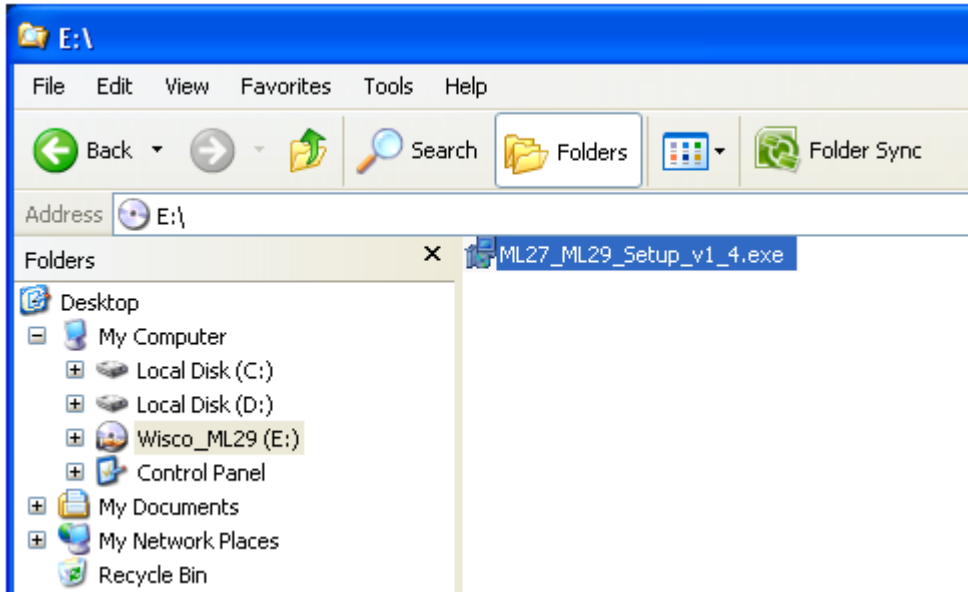 E:\
File Edit View Favorites Tools Help
Back Search Folders Folder Sync
Address E:\
Folders
ML27_ML29_Setup_v1_4.exe
Desktop
My Computer
Local Disk (C:)
Local Disk (D:)
Wisco_ML29 (E:)
Control Panel
My Documents
My Network Places
Recycle Bin